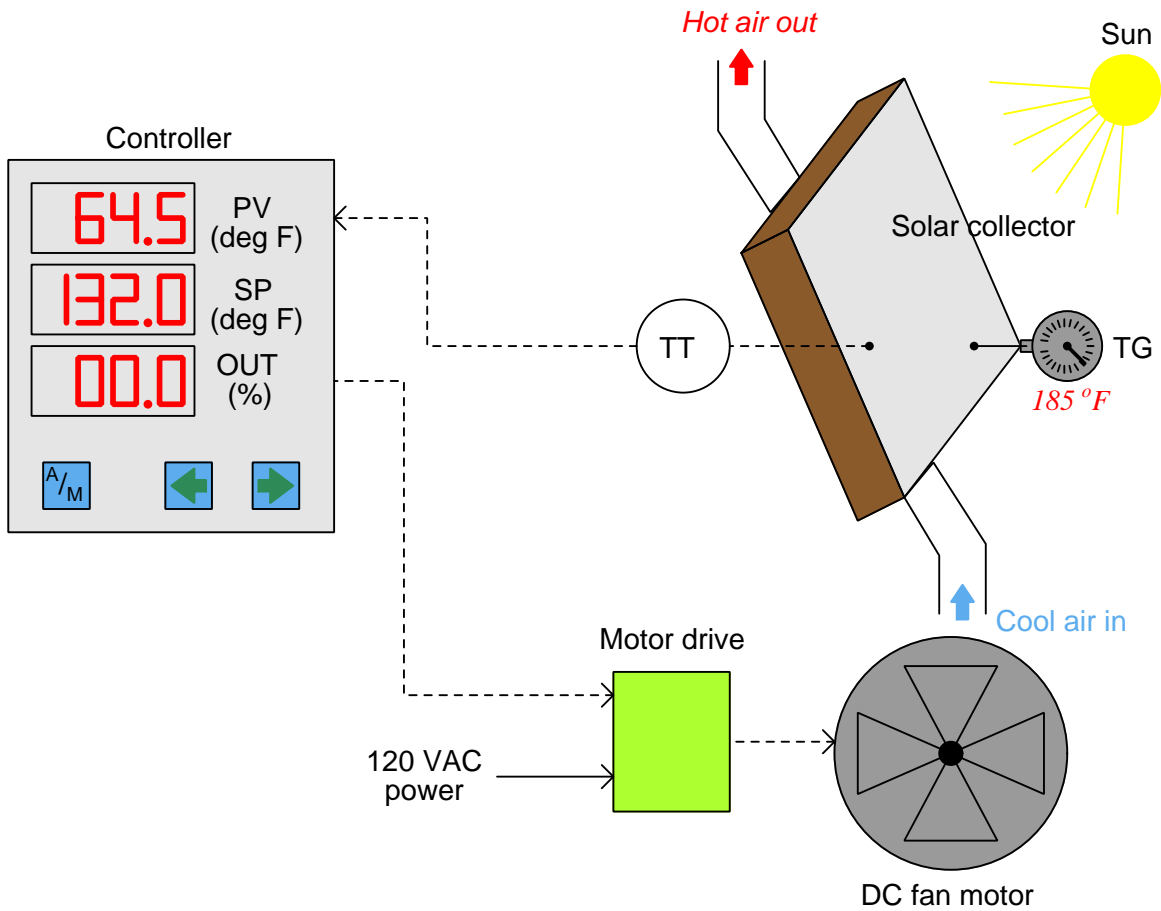 Hot air out
Sun
Controller
64.5
PV
(deg F)
132.0
SP
(deg F)
00.0
OUT
(%)
A/M
Solar collector
TT
TG
185 °F
Cool air in
Motor drive
120 VAC
power
DC fan motor